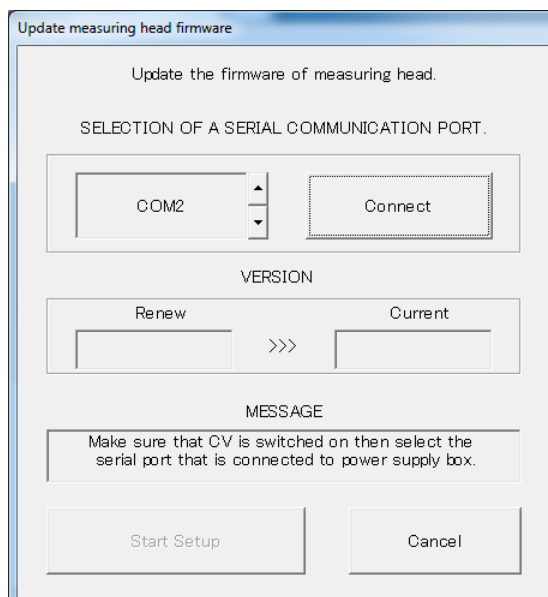 Update measuring head firmware
Update the firmware of measuring head.
SELECTION OF A SERIAL COMMUNICATION PORT.
COM2
Connect
VERSION
Renew
Current
>>>
MESSAGE
Make sure that CV is switched on then select the
serial port that is connected to power supply box.
Start Setup
Cancel